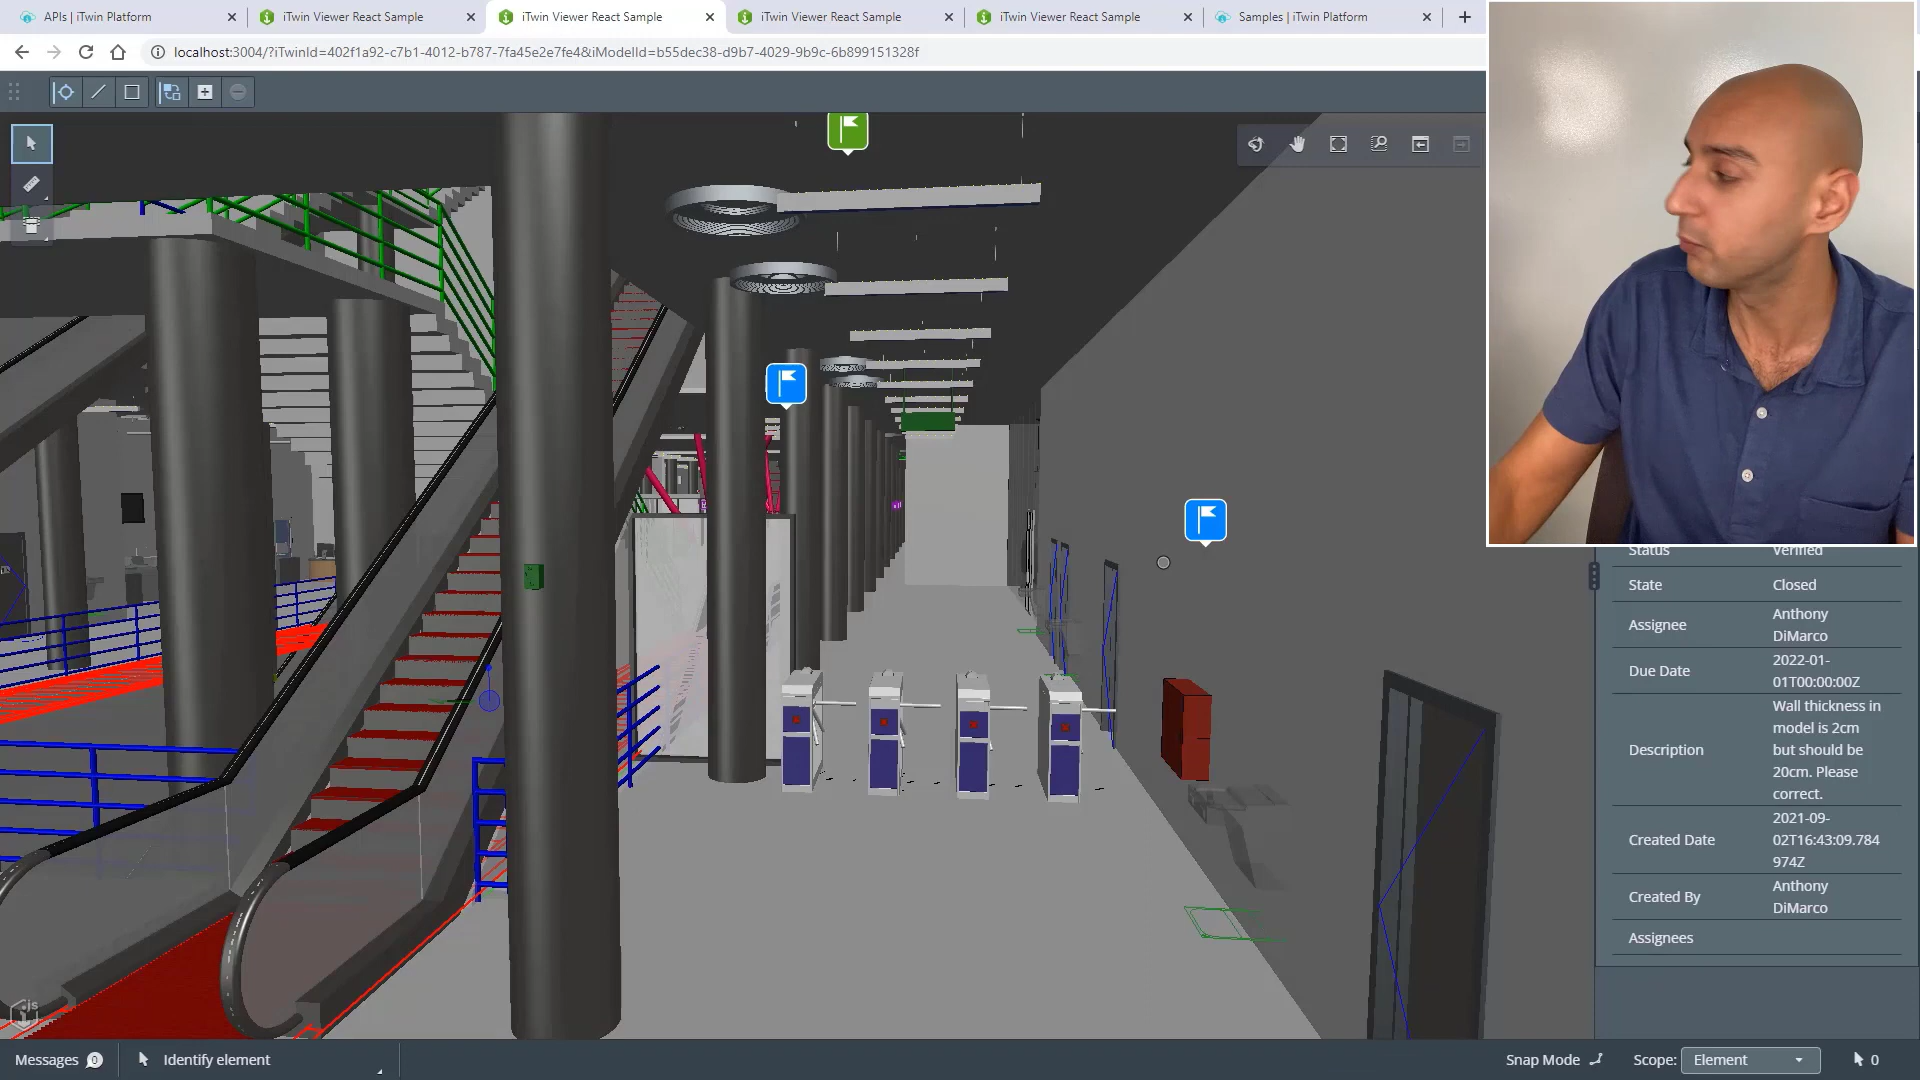 APIs | iTwin Platform
iTwin Viewer React Sample
iTwin Viewer React Sample
iTwin Viewer React Sample
iTwin Viewer React Sample
Samples | iTwin Platform
localhost:3004/?iTwinId=402f1a92-c7b1-4012-b787-7fa45e2e7fe4&iModelId=b55dec38-d9b7-4029-9b9c-6b899151328f
Status Verified
State Closed
Assignee Anthony
DiMarco
Due Date 2022-01-
01T00:00:00Z
Description Wall thickness in
model is 2cm
but should be
20cm. Please
correct.
Created Date 2021-09-
02T16:43:09.784
974Z
Created By Anthony
DiMarco
Assignees
js
Messages 0
Identify element
Snap Mode
Scope: Element
0